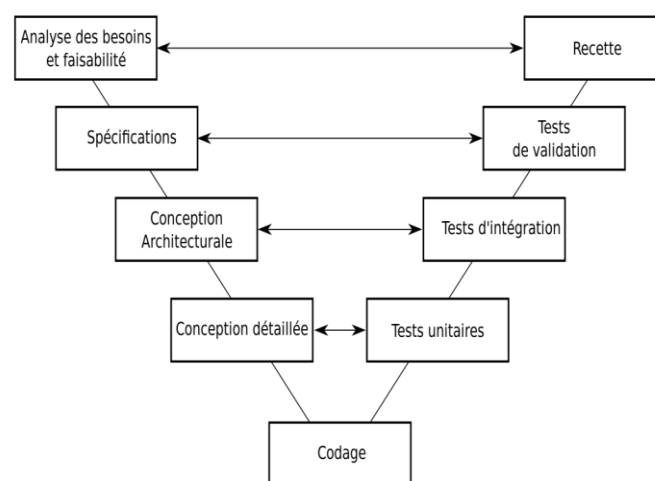 Analyse des besoins
et faisabilité
Recette
Spécifications
Tests
de validation
Conception
Architecturale
Tests d'intégration
Conception détaillée
Tests unitaires
Codage